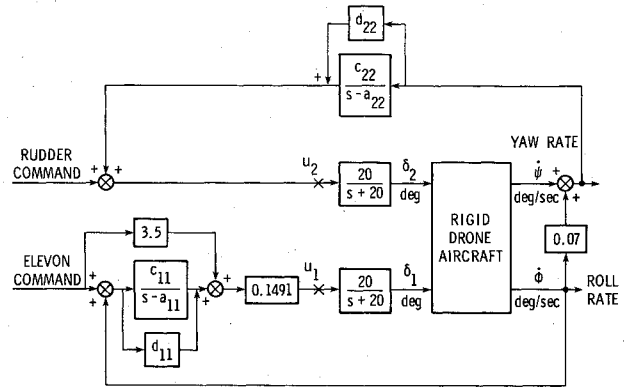 d22
+
c22
s-a22
RUDDER
COMMAND
+
+
u2
20
s+20
δ2
deg
RIGID
DRONE
AIRCRAFT
YAW RATE
ψ̇
+
deg/sec
+
0.07
3.5
ELEVON
COMMAND
+
+
c11
s-a11
d11
+
+
0.1491
u1
20
s+20
δ1
deg
φ̇
deg/sec
ROLL
RATE